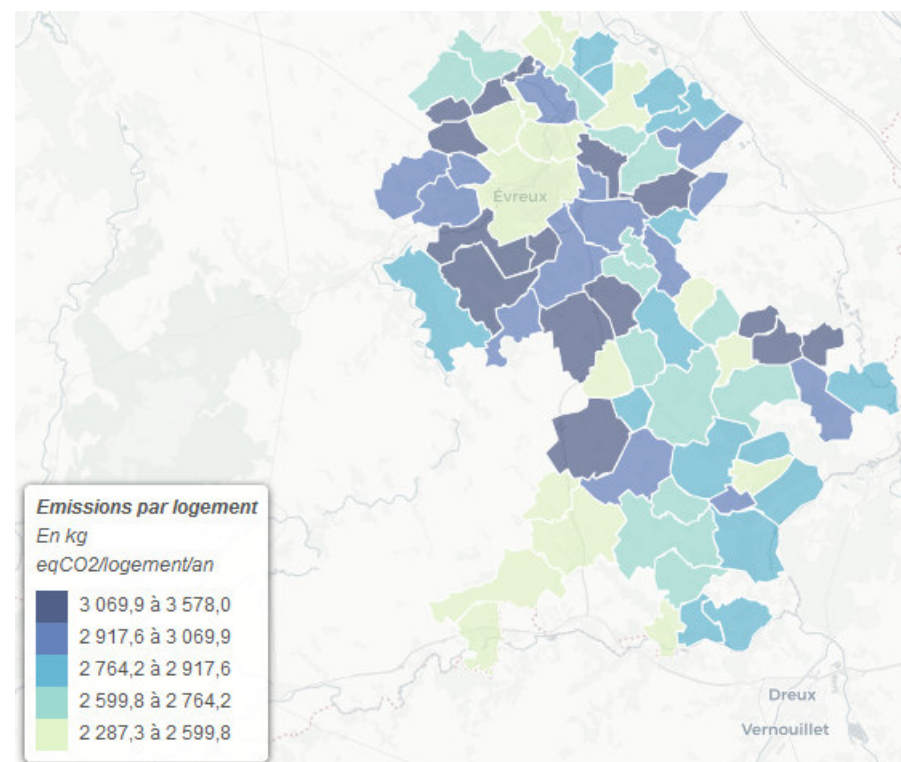 Évreux
Emissions par logement
En kg
eqCO2/logement/an
3 069,9 à 3 578,0
2 917,6 à 3 069,9
2 764,2 à 2 917,6
2 599,8 à 2 764,2
2 287,3 à 2 599,8
Dreux
Vernouillet